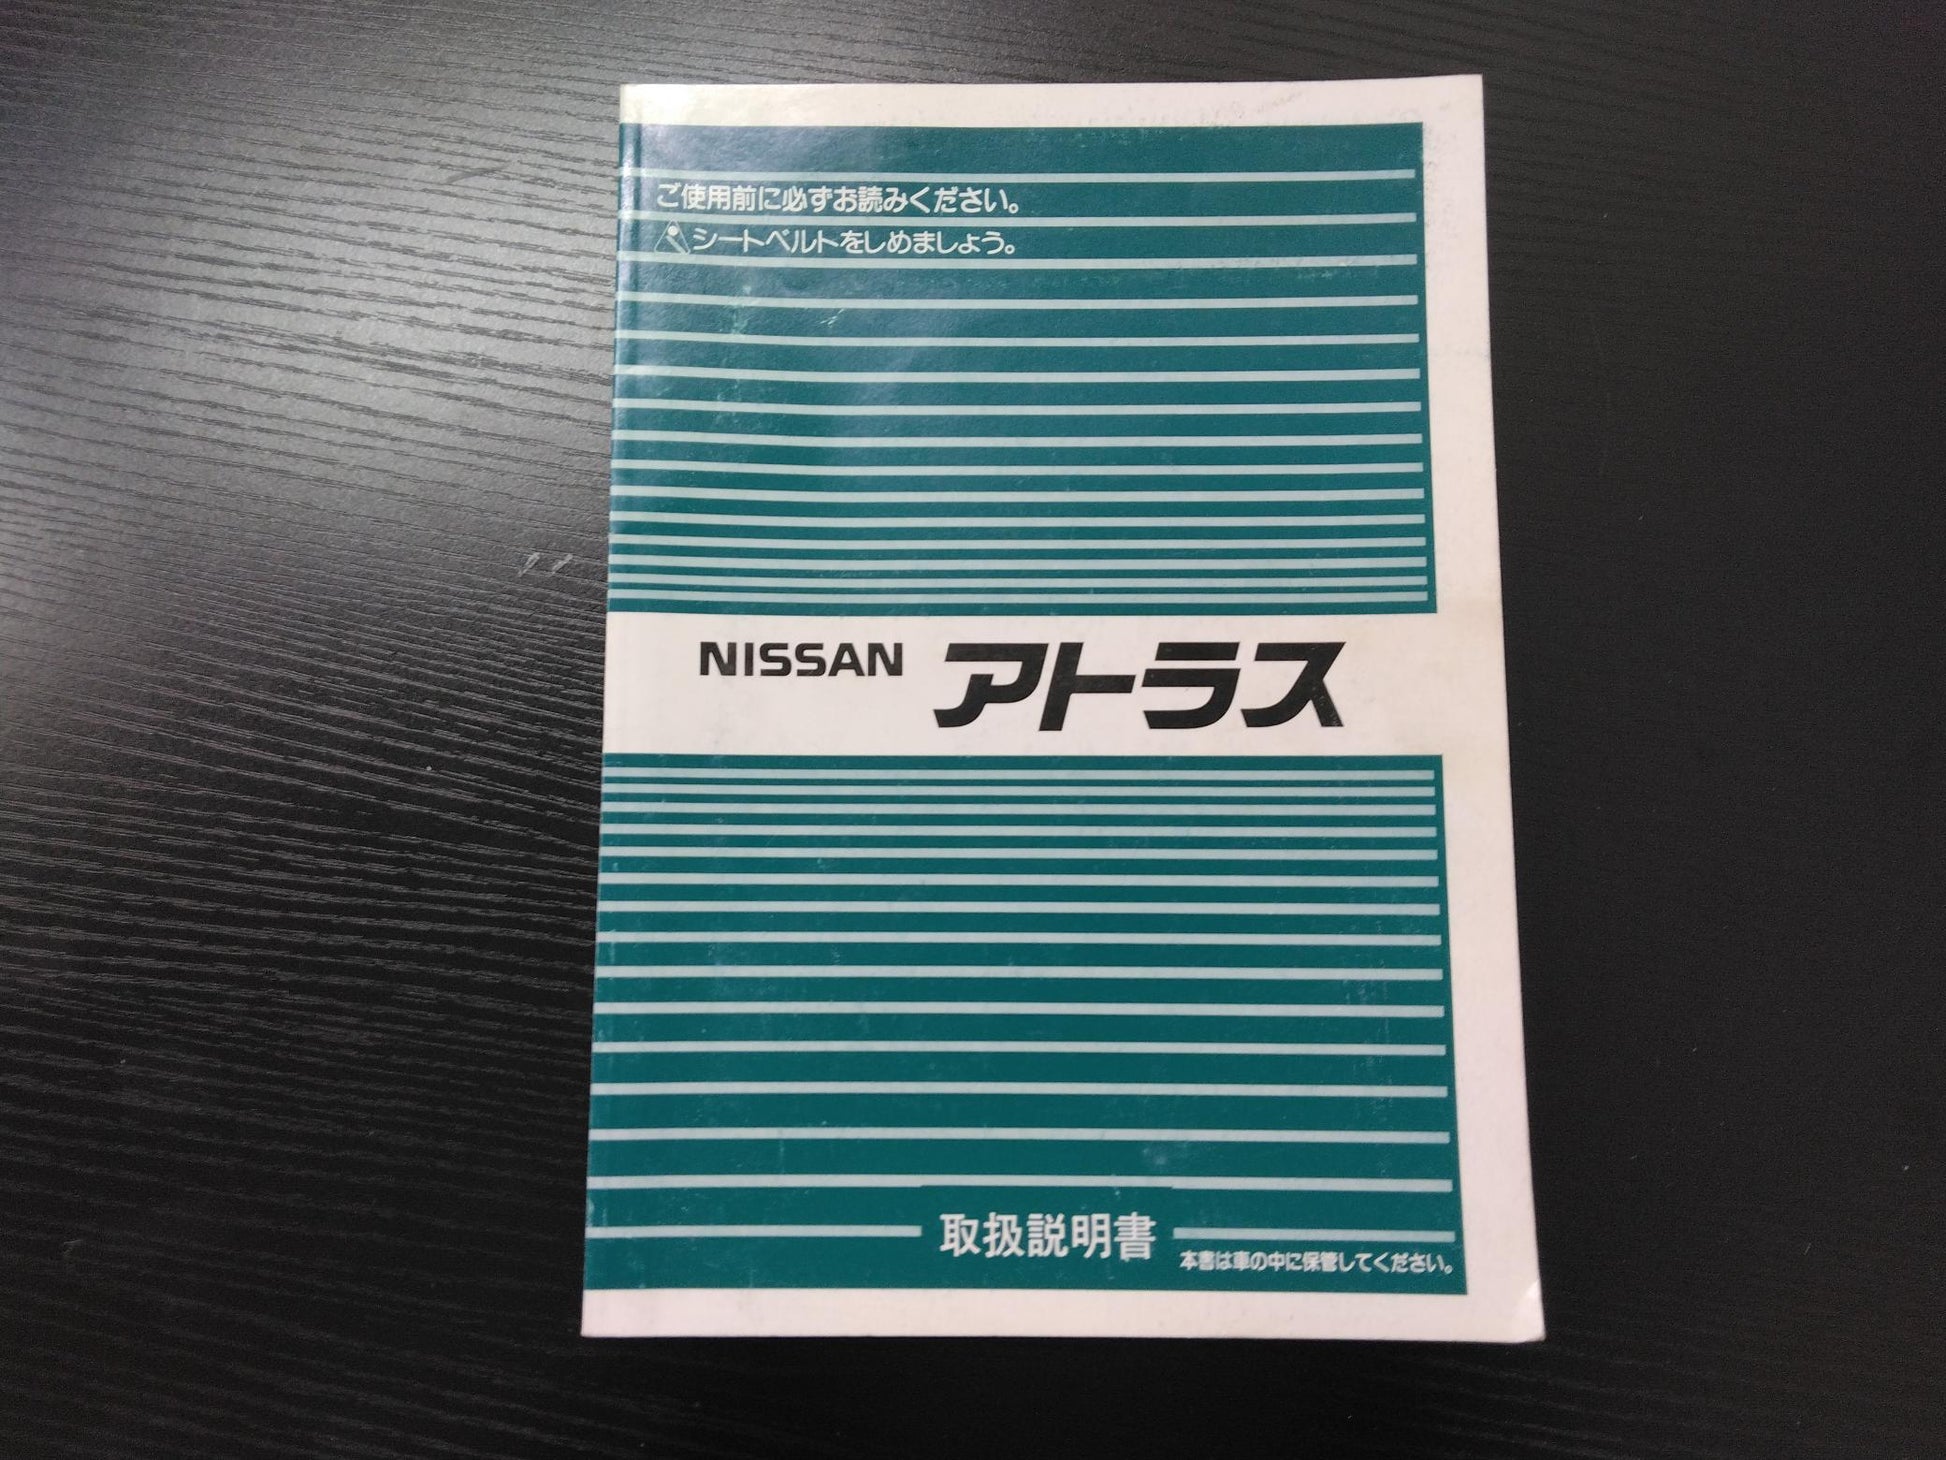 ご使用前に必ずお読みください。
シートベルトをしめましょう。
NISSAN アトラス
取扱説明書
本書は車の中に保管してください。